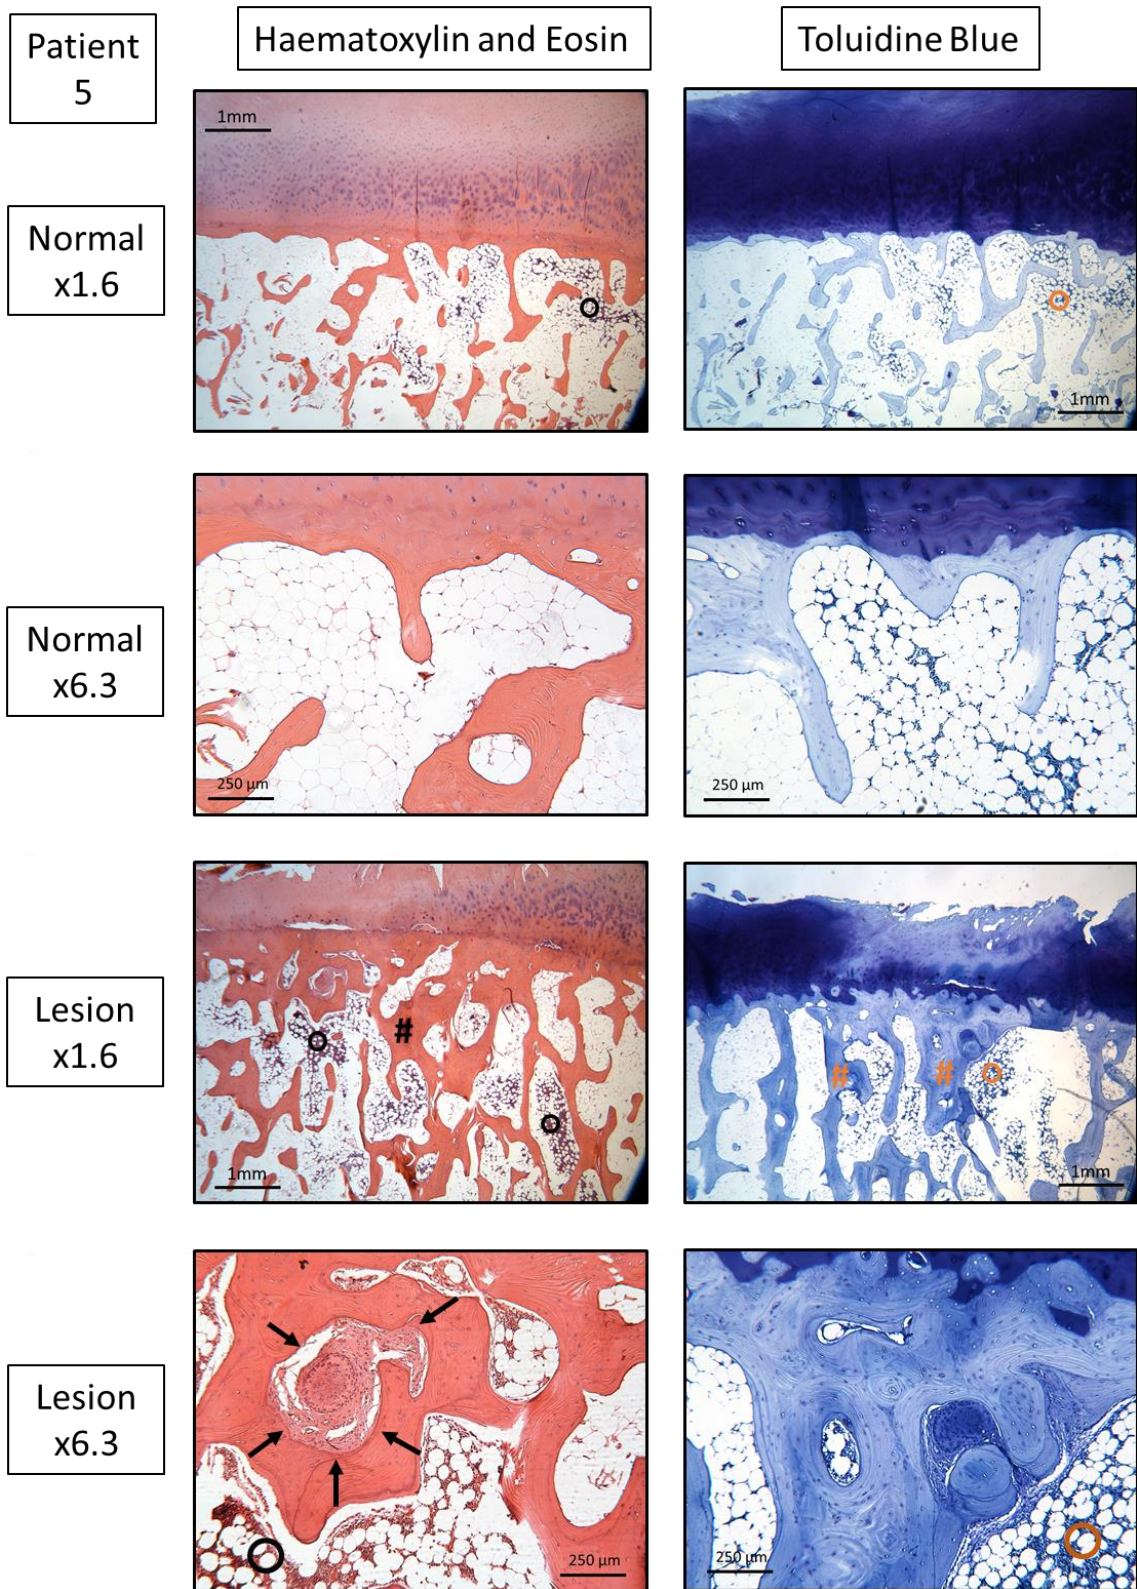 Patient
5
Haematoxylin and Eosin
Toluidine Blue
Normal
x1.6
1mm
1mm
Normal
x6.3
250 µm
250 µm
Lesion
x1.6
#
# #
1mm
1mm
Lesion
x6.3
250 µm
250 µm